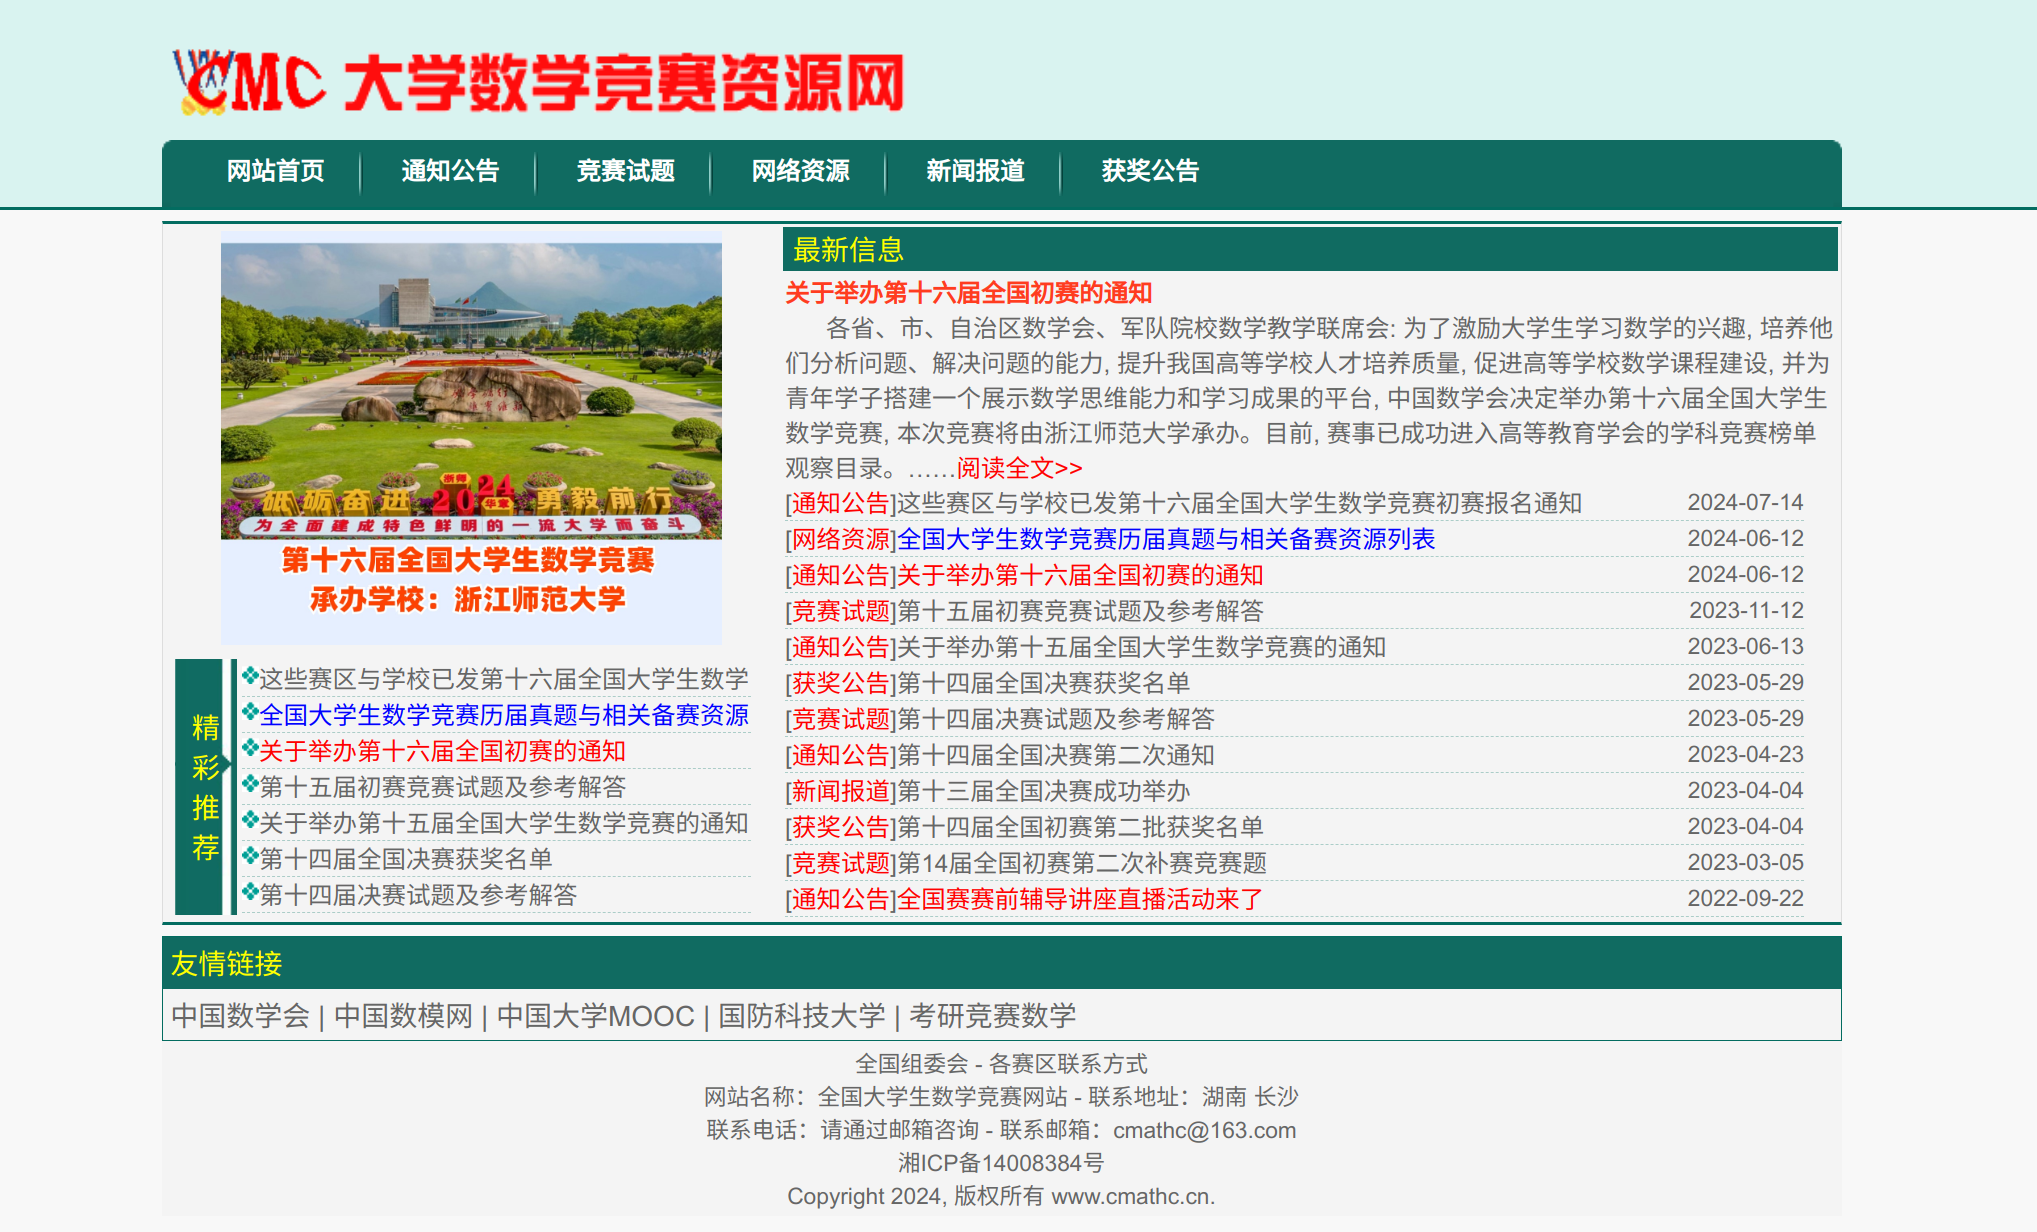 CMC 大学数学竞赛资源网
网站首页
通知公告
竞赛试题
网络资源
新闻报道
获奖公告
砥砺奋进 浙师 2024 华章 勇毅前行
为全面建成特色鲜明的一流大学而奋斗
第十六届全国大学生数学竞赛
承办学校：浙江师范大学
精彩推荐
这些赛区与学校已发第十六届全国大学生数学
全国大学生数学竞赛历届真题与相关备赛资源
关于举办第十六届全国初赛的通知
第十五届初赛竞赛试题及参考解答
关于举办第十五届全国大学生数学竞赛的通知
第十四届全国决赛获奖名单
第十四届决赛试题及参考解答
最新信息
关于举办第十六届全国初赛的通知
各省、市、自治区数学会、军队院校数学教学联席会: 为了激励大学生学习数学的兴趣, 培养他
们分析问题、解决问题的能力, 提升我国高等学校人才培养质量, 促进高等学校数学课程建设, 并为
青年学子搭建一个展示数学思维能力和学习成果的平台, 中国数学会决定举办第十六届全国大学生
数学竞赛, 本次竞赛将由浙江师范大学承办。目前, 赛事已成功进入高等教育学会的学科竞赛榜单
观察目录。……阅读全文>>
[通知公告]这些赛区与学校已发第十六届全国大学生数学竞赛初赛报名通知 2024-07-14
[网络资源]全国大学生数学竞赛历届真题与相关备赛资源列表 2024-06-12
[通知公告]关于举办第十六届全国初赛的通知 2024-06-12
[竞赛试题]第十五届初赛竞赛试题及参考解答 2023-11-12
[通知公告]关于举办第十五届全国大学生数学竞赛的通知 2023-06-13
[获奖公告]第十四届全国决赛获奖名单 2023-05-29
[竞赛试题]第十四届决赛试题及参考解答 2023-05-29
[通知公告]第十四届全国决赛第二次通知 2023-04-23
[新闻报道]第十三届全国决赛成功举办 2023-04-04
[获奖公告]第十四届全国初赛第二批获奖名单 2023-04-04
[竞赛试题]第14届全国初赛第二次补赛竞赛题 2023-03-05
[通知公告]全国赛赛前辅导讲座直播活动来了 2022-09-22
友情链接
中国数学会 | 中国数模网 | 中国大学MOOC | 国防科技大学 | 考研竞赛数学
全国组委会 - 各赛区联系方式
网站名称：全国大学生数学竞赛网站 - 联系地址：湖南 长沙
联系电话：请通过邮箱咨询 - 联系邮箱：cmathc@163.com
湘ICP备14008384号
Copyright 2024, 版权所有 www.cmathc.cn.